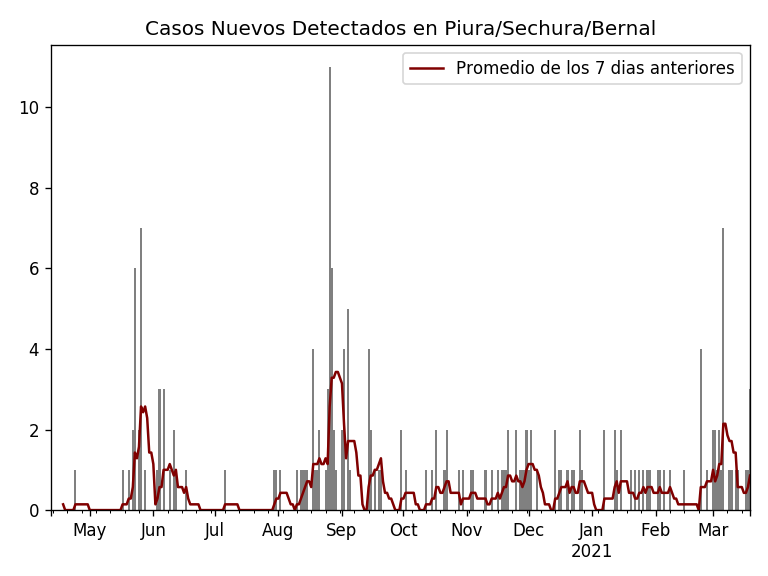 Casos Nuevos Detectados en Piura/Sechura/Bernal
Promedio de los 7 dias anteriores
10
8
6
4
2
0
May Jun Jul Aug Sep Oct Nov Dec Jan Feb Mar
2021